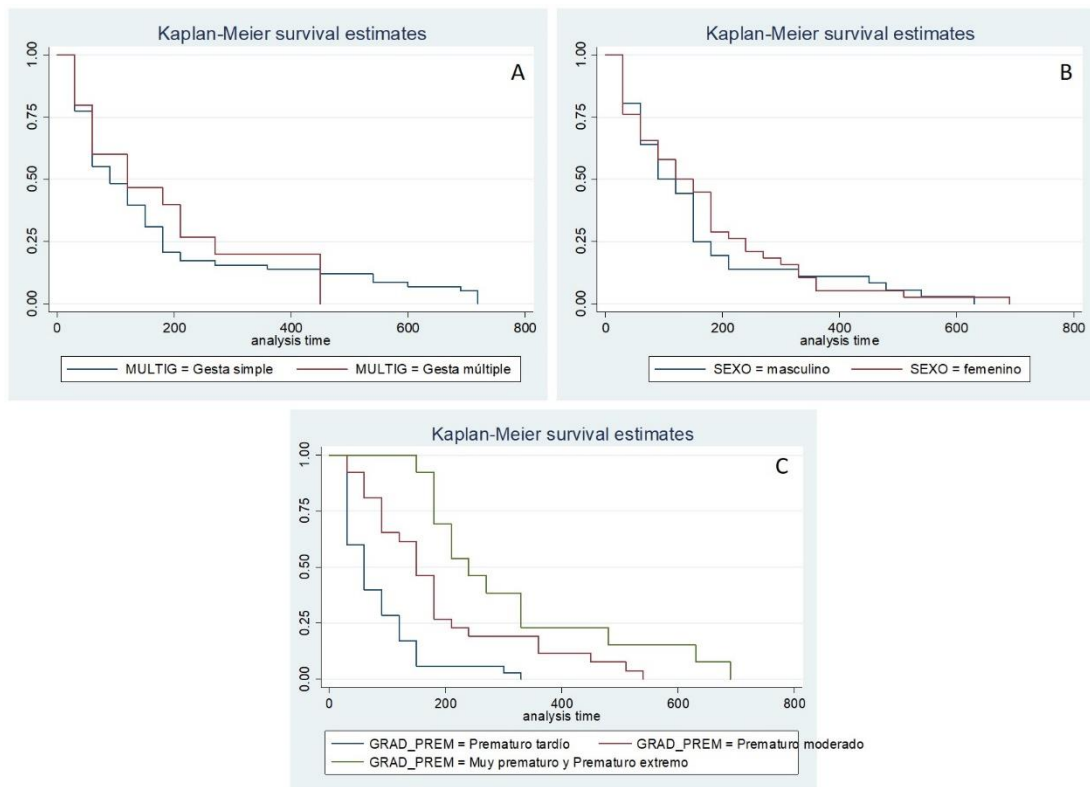 Kaplan-Meier survival estimates
A
1.00
0.75
0.50
0.25
0.00
0 200 400 600 800
analysis time
MULTIG = Gesta simple MULTIG = Gesta múltiple
Kaplan-Meier survival estimates
B
1.00
0.75
0.50
0.25
0.00
0 200 400 600 800
analysis time
SEXO = masculino SEXO = femenino
Kaplan-Meier survival estimates
C
1.00
0.75
0.50
0.25
0.00
0 200 400 600 800
analysis time
GRAD_PREM = Prematuro tardío GRAD_PREM = Prematuro moderado
GRAD_PREM = Muy prematuro y Prematuro extremo